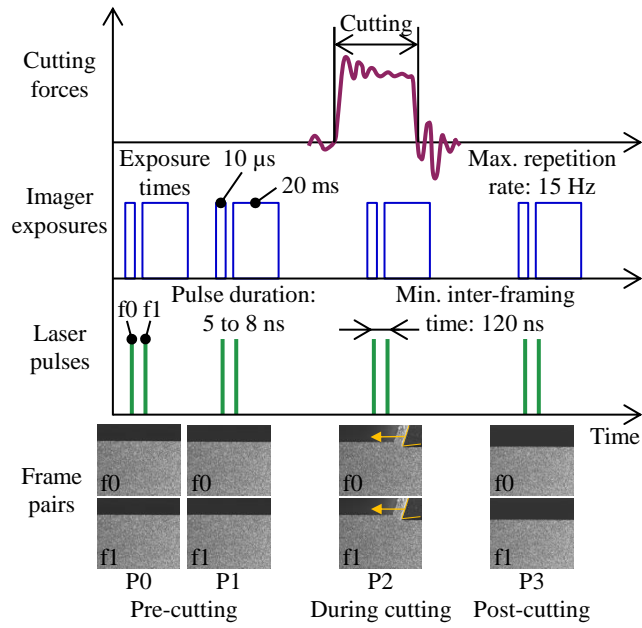 Cutting
Cutting
forces
Exposure
times
10 μs
20 ms
Max. repetition
rate: 15 Hz
Imager
exposures
Pulse duration:
5 to 8 ns
Min. inter-framing
time: 120 ns
f0 f1
Laser
pulses
Time
Frame
pairs
f0
f0
f0
f0
f1
f1
f1
f1
P0
P1
P2
P3
Pre-cutting
During cutting
Post-cutting